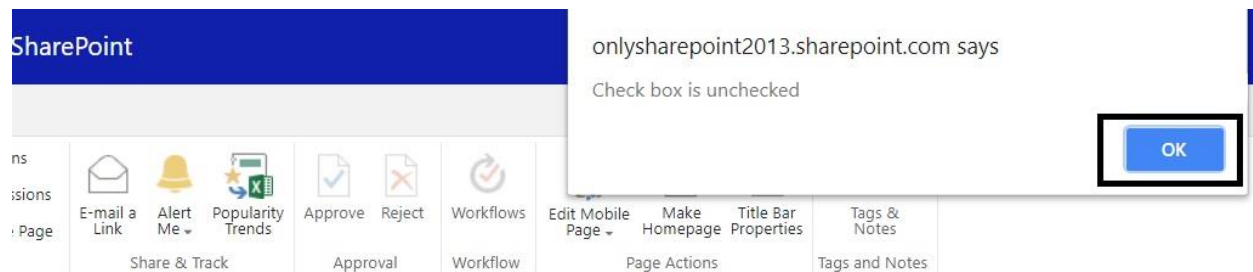 SharePoint
onlysharepoint2013.sharepoint.com says
Check box is unchecked
OK
ns
ssions
Page
E-mail a
Link
Alert
Me
Popularity
Trends
Approve
Reject
Workflows
Edit Mobile
Page
Make
Homepage
Title Bar
Properties
Tags &
Notes
Share & Track
Approval
Workflow
Page Actions
Tags and Notes